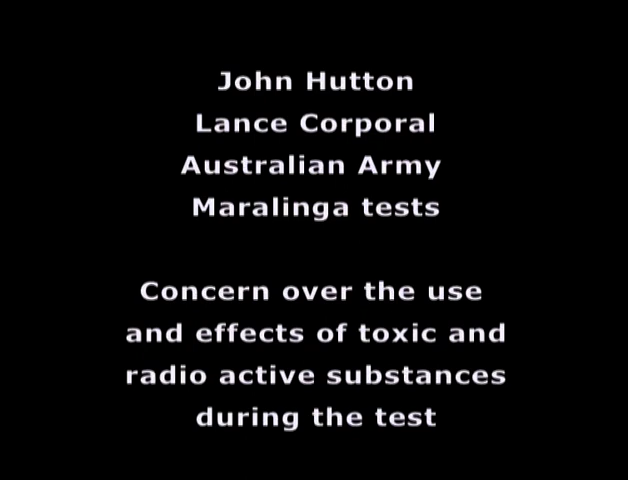 John Hutton
Lance Corporal
Australian Army
Maralinga tests
Concern over the use
and effects of toxic and
radio active substances
during the test